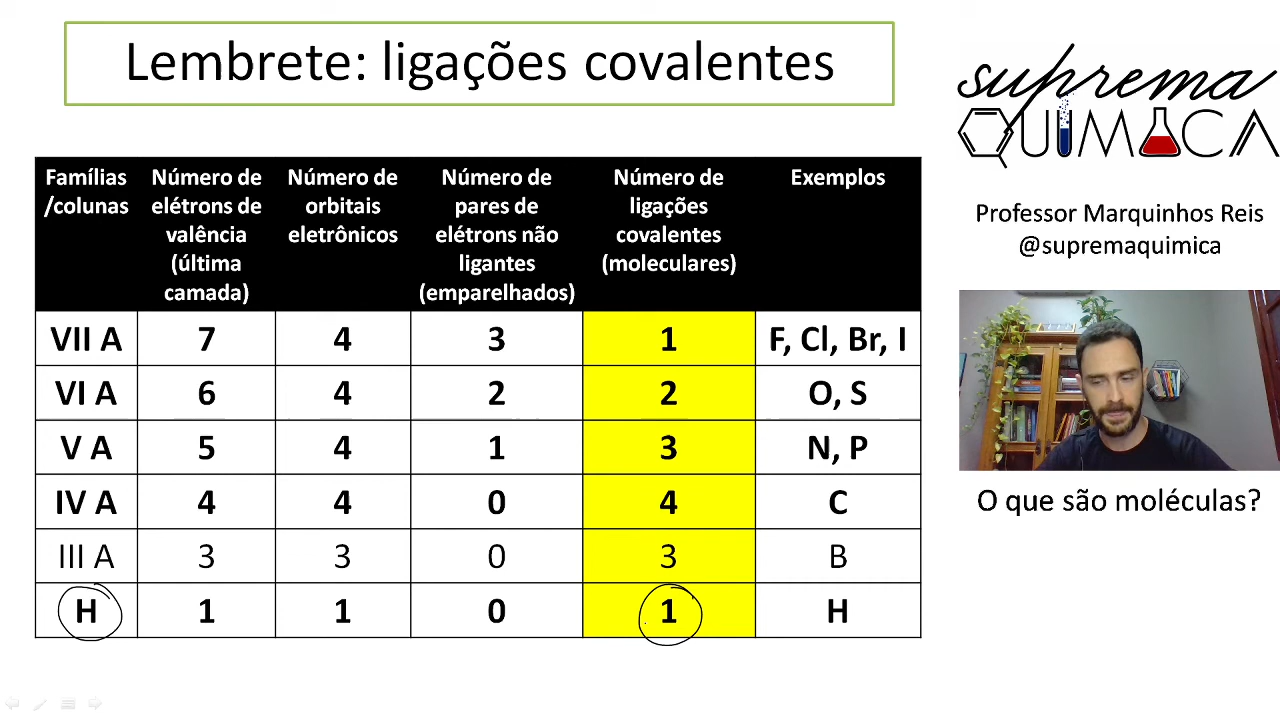 Lembrete: ligações covalentes
suprema
QUÍMICA
Professor Marquinhos Reis
@supremaquimica
O que são moléculas?
Famílias
/colunas
Número de
elétrons de
valência
(última
camada)
Número de
orbitais
eletrônicos
Número de
pares de
elétrons não
ligantes
(emparelhados)
Número de
ligações
covalentes
(moleculares)
Exemplos
VII A 7 4 3 1 F, Cl, Br, I
VI A 6 4 2 2 O, S
V A 5 4 1 3 N, P
IV A 4 4 0 4 C
III A 3 3 0 3 B
H 1 1 0 1 H